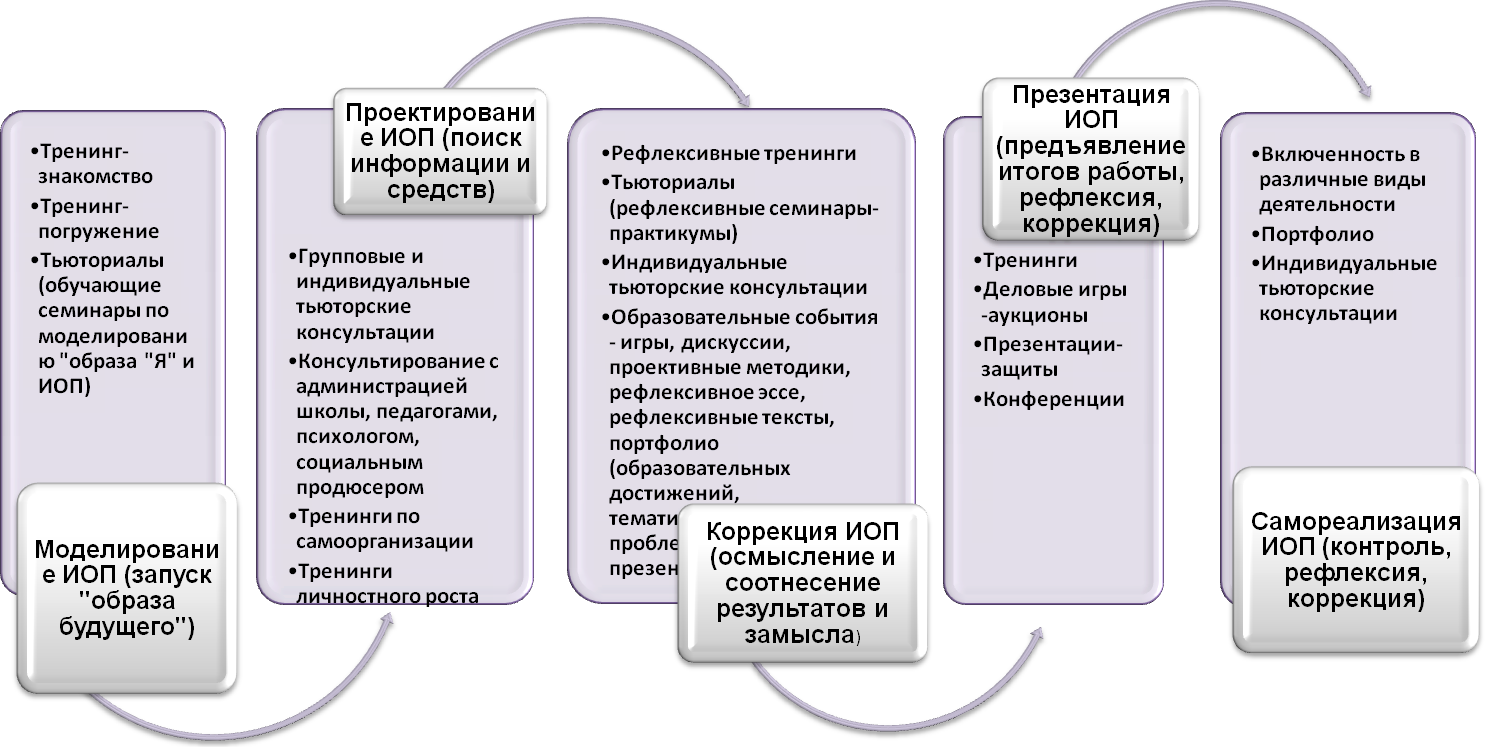 •Тренинг-
знакомство
•Тренинг-
погружение
•Тьюториалы
(обучающие
семинары по
моделировани
ю "образа "Я" и
ИОП)
Моделировани
е ИОП (запуск
"образа
будущего")
Проектировани
е ИОП (поиск
информации и
средств)
•Групповые и
индивидуальные
тьюторские
консультации
•Консультирование с
администрацией
школы, педагогами,
психологом,
социальным
продюсером
•Тренинги по
самоорганизации
•Тренинги
личностного роста
•Рефлексивные тренинги
•Тьюториалы
(рефлексивные семинары-
практикумы)
•Индивидуальные
тьюторские консультации
•Образовательные события
- игры, дискуссии,
проективные методики,
рефлексивное эссе,
рефлексивные тексты,
портфолио
(образовательных
достижений,
Коррекция ИОП
(осмысление и
соотнесение
результатов и
замысла)
Презентация
ИОП
(предъявление
итогов работы,
рефлексия,
коррекция)
•Тренинги
•Деловые игры
-аукционы
•Презентации-
защиты
•Конференции
•Включенность в
различные виды
деятельности
•Портфолио
•Индивидуальные
тьюторские
консультации
Самореализация
ИОП (контроль,
рефлексия,
коррекция)